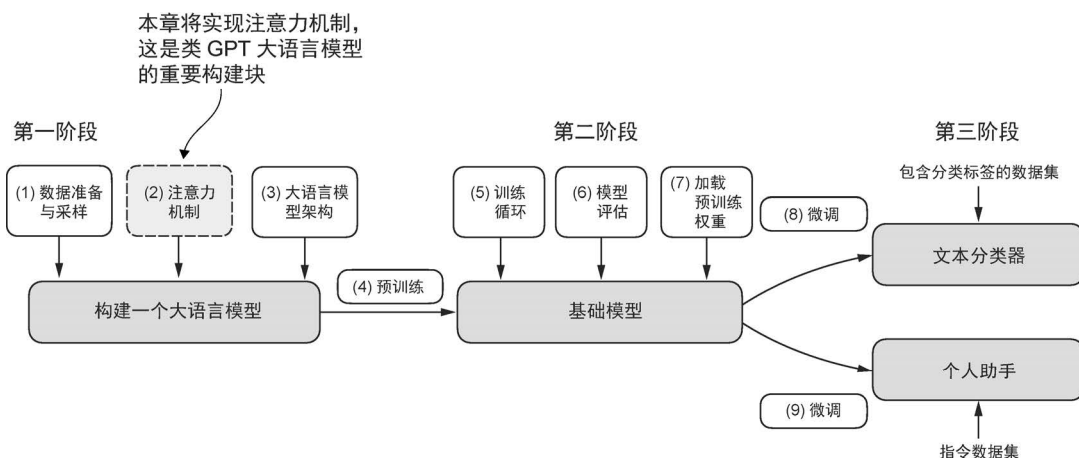 本章将实现注意力机制，
这是类 GPT 大语言模型
的重要构建块
第一阶段
第二阶段
第三阶段
(1) 数据准备
与采样
(2) 注意力
机制
(3) 大语言模
型架构
(5) 训练
循环
(6) 模型
评估
(7) 加载
预训练
权重
包含分类标签的数据集
(8) 微调
文本分类器
构建一个大语言模型
(4) 预训练
基础模型
个人助手
(9) 微调
指令数据集